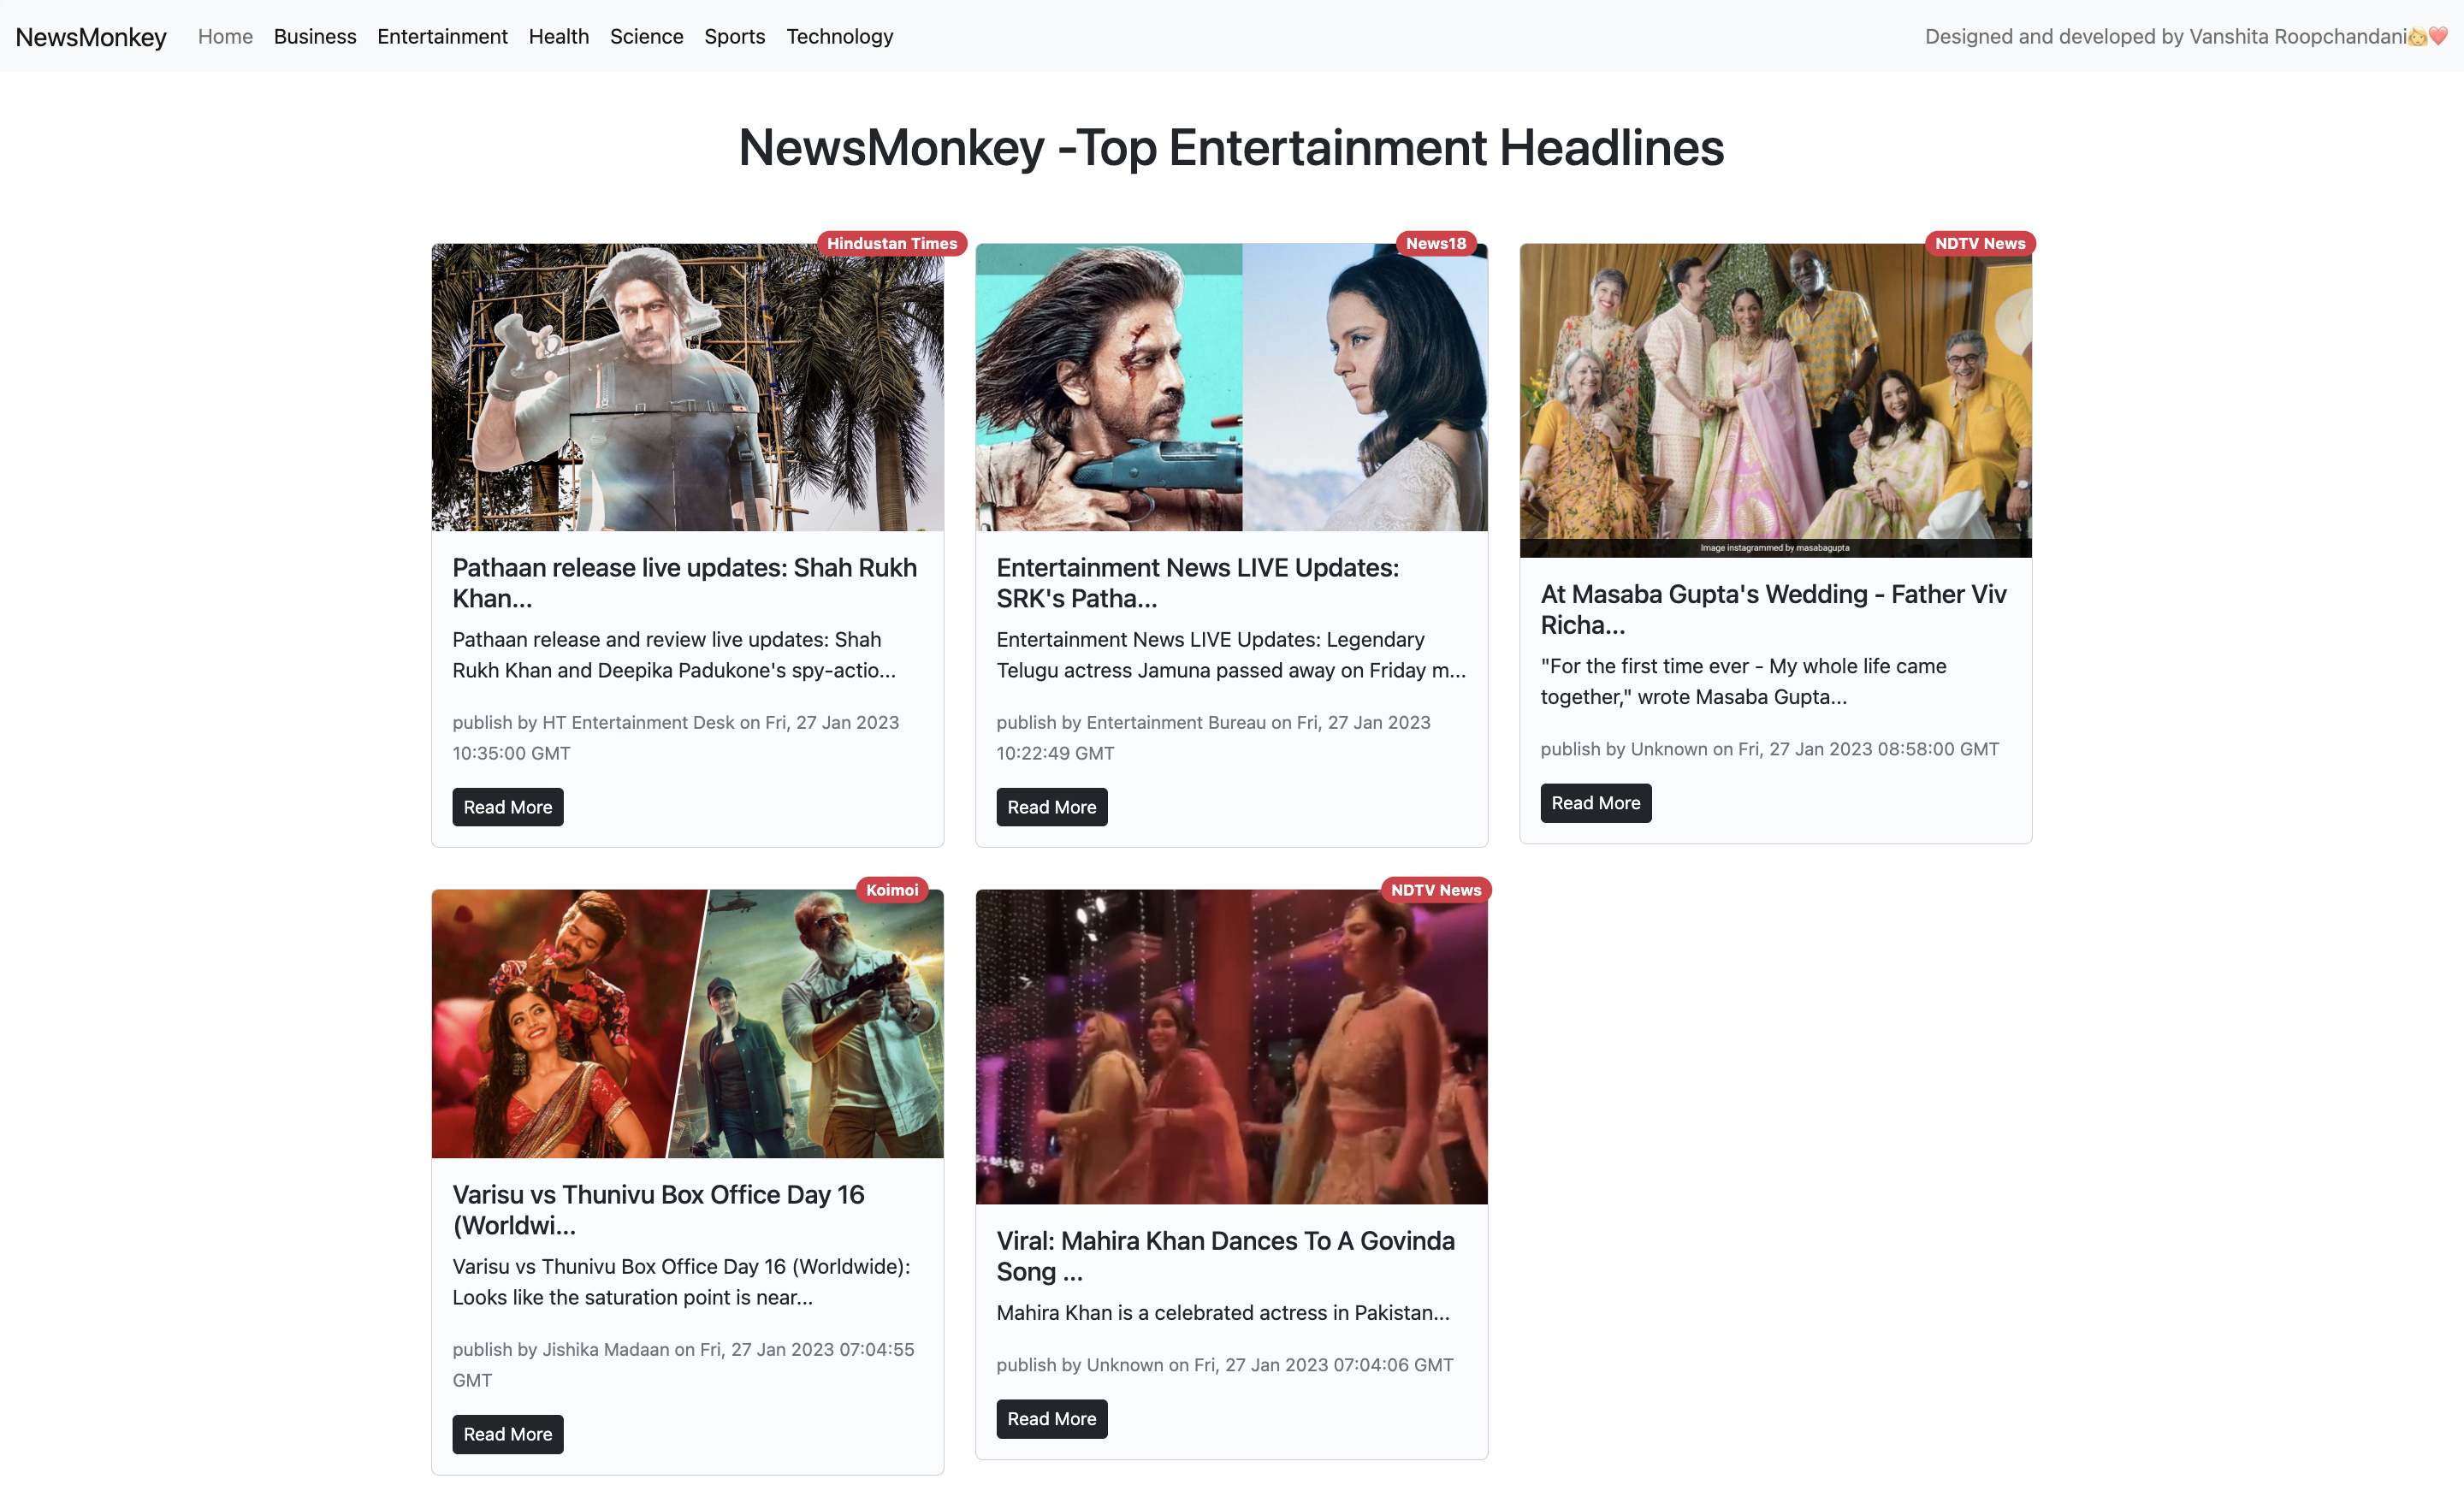 NewsMonkey Home Business Entertainment Health Science Sports Technology Designed and developed by Vanshita Roopchandani👼❤️
NewsMonkey -Top Entertainment Headlines
Hindustan Times
Pathaan release live updates: Shah Rukh
Khan...
Pathaan release and review live updates: Shah
Rukh Khan and Deepika Padukone's spy-actio...
publish by HT Entertainment Desk on Fri, 27 Jan 2023
10:35:00 GMT
Read More
News18
Entertainment News LIVE Updates:
SRK's Patha...
Entertainment News LIVE Updates: Legendary
Telugu actress Jamuna passed away on Friday m...
publish by Entertainment Bureau on Fri, 27 Jan 2023
10:22:49 GMT
Read More
NDTV News
Image instagrammed by masabagupta
At Masaba Gupta's Wedding - Father Viv
Richa...
"For the first time ever - My whole life came
together," wrote Masaba Gupta...
publish by Unknown on Fri, 27 Jan 2023 08:58:00 GMT
Read More
Koimoi
Varisu vs Thunivu Box Office Day 16
(Worldwi...
Varisu vs Thunivu Box Office Day 16 (Worldwide):
Looks like the saturation point is near...
publish by Jishika Madaan on Fri, 27 Jan 2023 07:04:55
GMT
Read More
NDTV News
Viral: Mahira Khan Dances To A Govinda
Song ...
Mahira Khan is a celebrated actress in Pakistan...
publish by Unknown on Fri, 27 Jan 2023 07:04:06 GMT
Read More